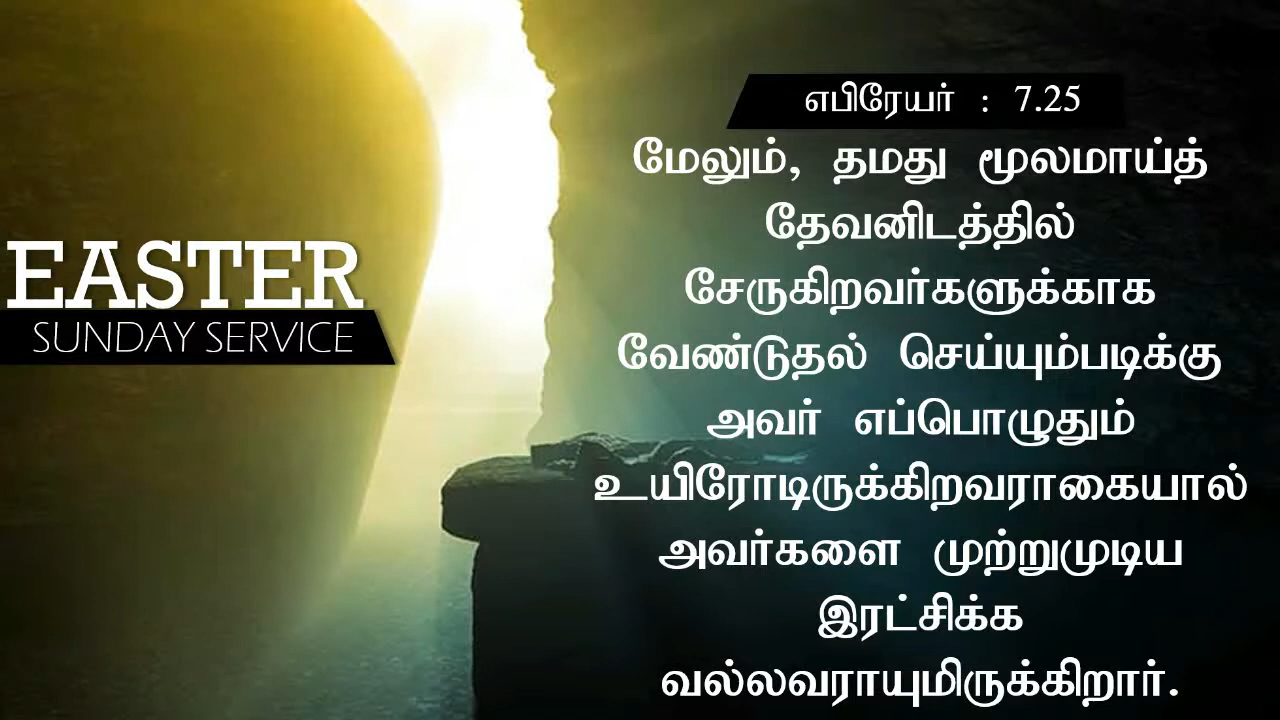 EASTER
SUNDAY SERVICE
எபிரேயர் : 7.25
மேலும், தமது மூலமாய்த்
தேவனிடத்தில்
சேருகிறவர்களுக்காக
வேண்டுதல் செய்யும்படிக்கு
அவர் எப்பொழுதும்
உயிரோடிருக்கிறவராகையால்
அவர்களை முற்றுமுடிய
இரட்சிக்க
வல்லவராயுமிருக்கிறார்.